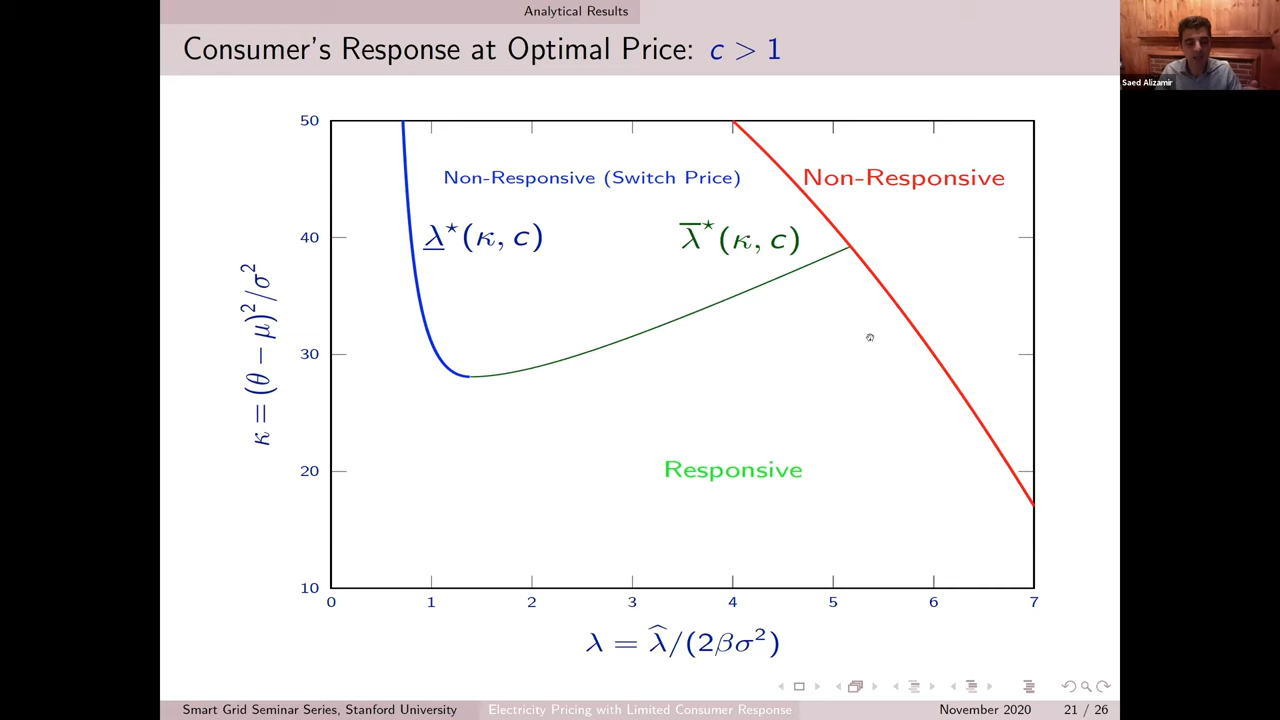 Analytical Results
Consumer's Response at Optimal Price: c > 1
Saed Alizamir
50
40
30
20
10
κ = (θ − μ)²/σ²
Non-Responsive (Switch Price)
Non-Responsive
λ̲⋆(κ, c)
λ̅⋆(κ, c)
Responsive
0 1 2 3 4 5 6 7
λ = λ̂/(2βσ²)
Smart Grid Seminar Series, Stanford University
Electricity Pricing with Limited Consumer Response
November 2020
21 / 26